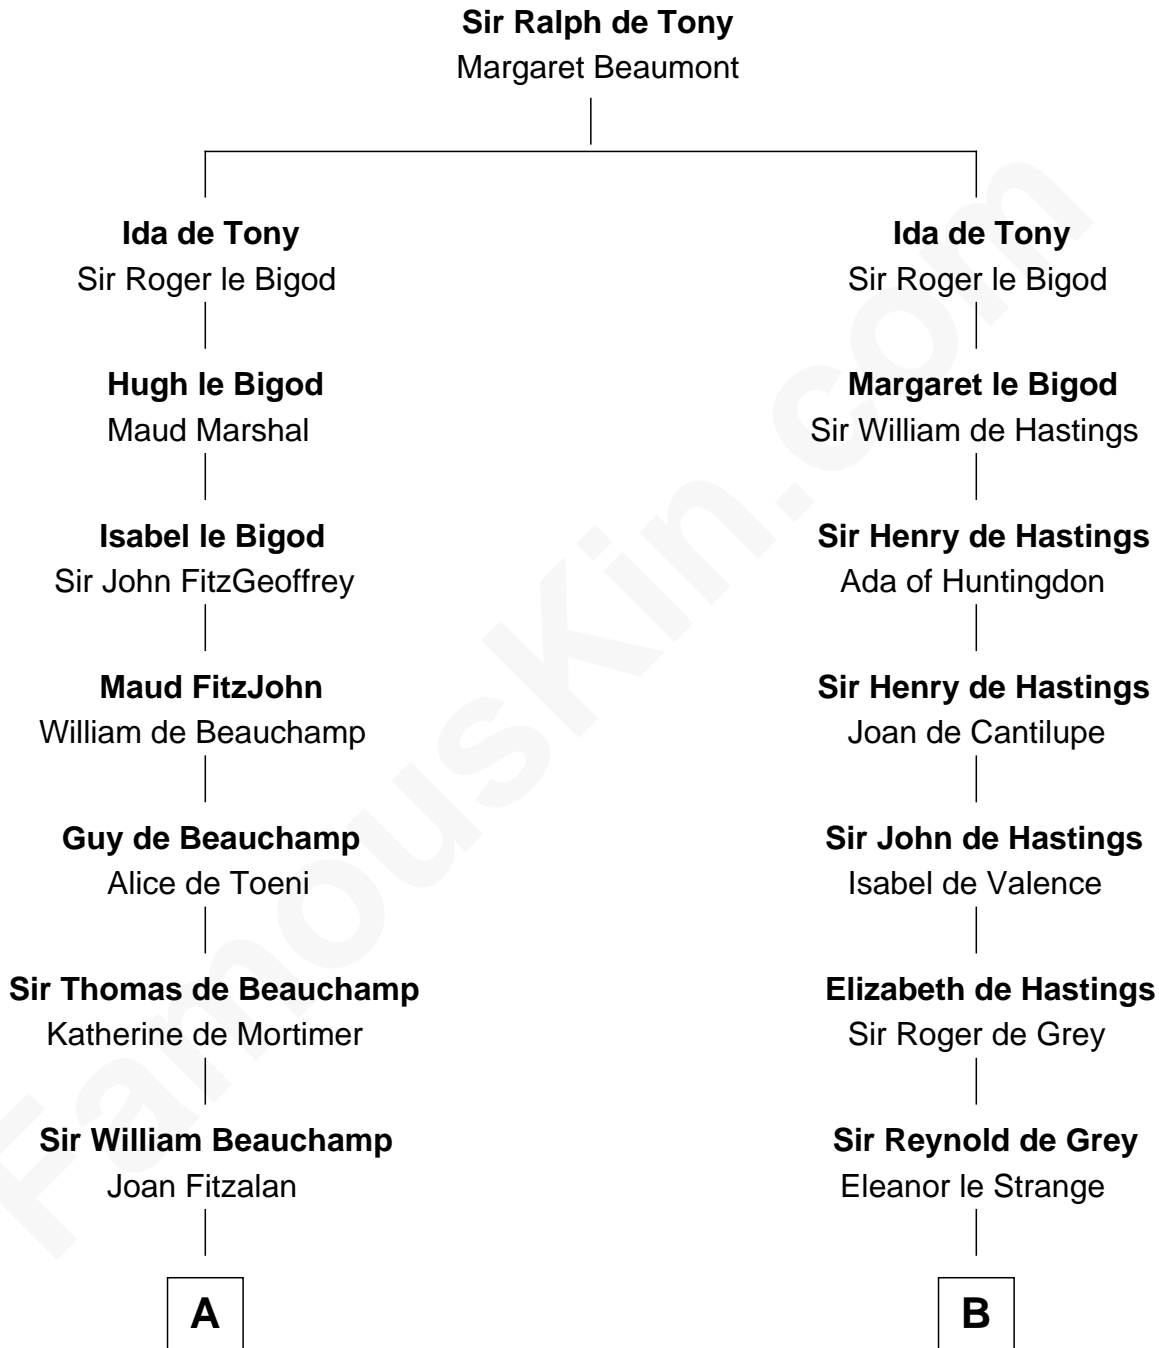 Sir Ralph de Tony
Margaret Beaumont
Ida de Tony
Sir Roger le Bigod
Hugh le Bigod
Maud Marshal
Isabel le Bigod
Sir John FitzGeoffrey
Maud FitzJohn
William de Beauchamp
Guy de Beauchamp
Alice de Toeni
Sir Thomas de Beauchamp
Katherine de Mortimer
Sir William Beauchamp
Joan Fitzalan
A
Ida de Tony
Sir Roger le Bigod
Margaret le Bigod
Sir William de Hastings
Sir Henry de Hastings
Ada of Huntingdon
Sir Henry de Hastings
Joan de Cantilupe
Sir John de Hastings
Isabel de Valence
Elizabeth de Hastings
Sir Roger de Grey
Sir Reynold de Grey
Eleanor le Strange
B
FamousKin.com